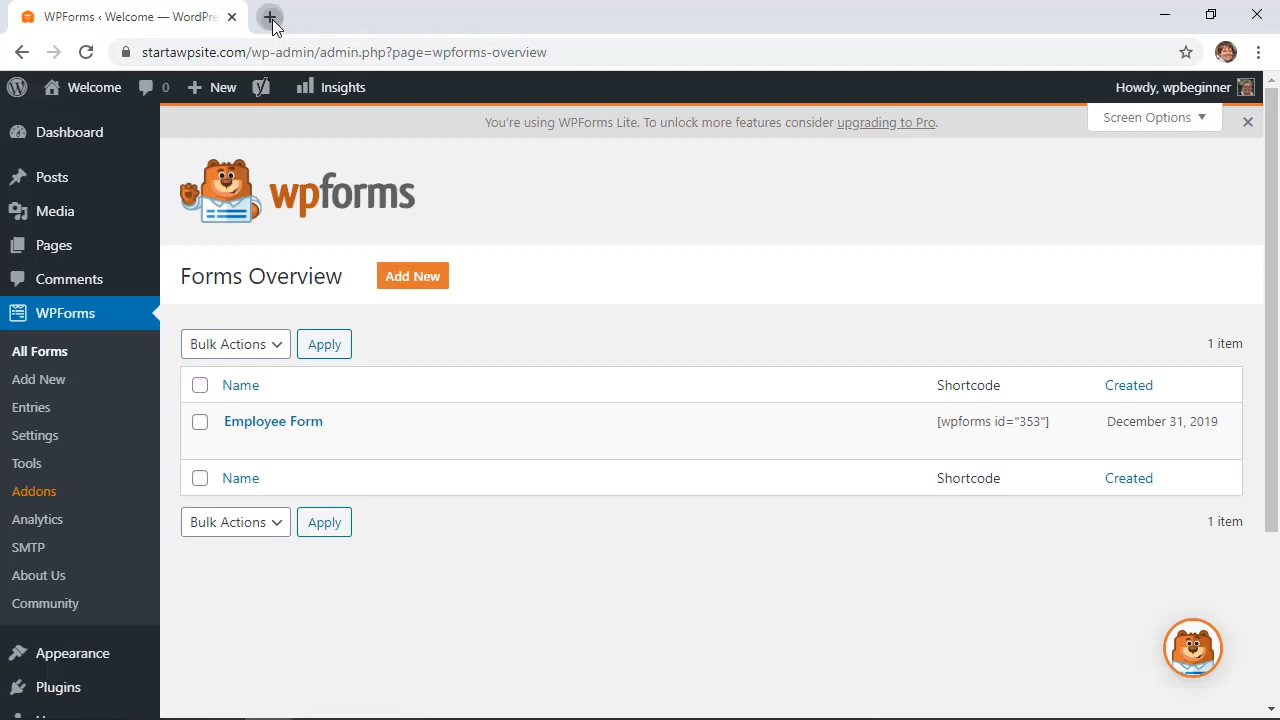 WPForms ‹ Welcome — WordPre
startawpsite.com/wp-admin/admin.php?page=wpforms-overview
Welcome
0
New
Insights
Howdy, wpbeginner
You're using WPForms Lite. To unlock more features consider upgrading to Pro.
Screen Options
wpforms
Dashboard
Posts
Media
Pages
Comments
WPForms
All Forms
Add New
Entries
Settings
Tools
Addons
Analytics
SMTP
About Us
Community
Appearance
Plugins
Forms Overview
Add New
Bulk Actions
Apply
1 item
Name
Shortcode
Created
Employee Form
[wpforms id="353"]
December 31, 2019
Name
Shortcode
Created
Bulk Actions
Apply
1 item